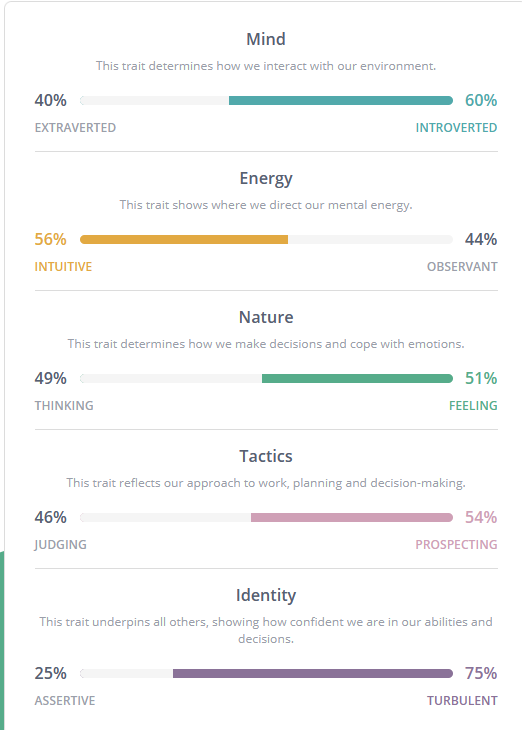 Mind
This trait determines how we interact with our environment.
40% 60%
EXTRAVERTED INTROVERTED
Energy
This trait shows where we direct our mental energy.
56% 44%
INTUITIVE OBSERVANT
Nature
This trait determines how we make decisions and cope with emotions.
49% 51%
THINKING FEELING
Tactics
This trait reflects our approach to work, planning and decision-making.
46% 54%
JUDGING PROSPECTING
Identity
This trait underpins all others, showing how confident we are in our abilities and
decisions.
25% 75%
ASSERTIVE TURBULENT